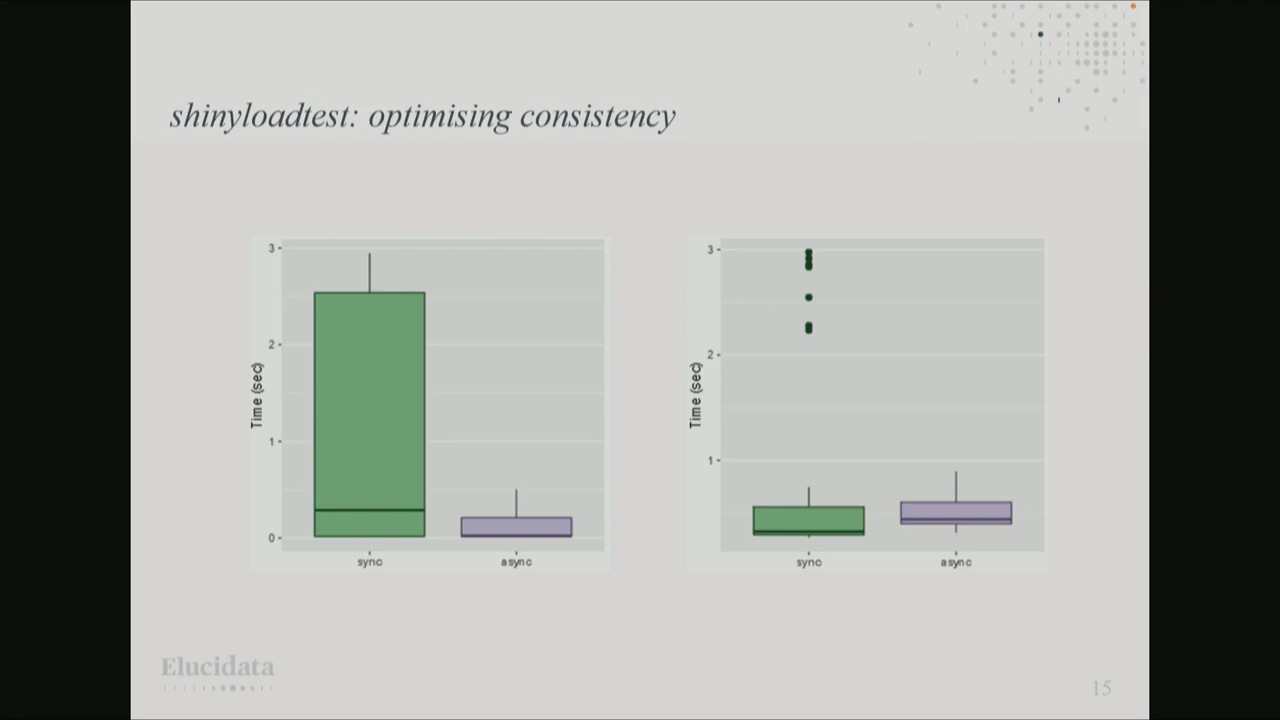 shinyloadtest: optimising consistency
3
2
1
0
Time (sec)
sync
async
3
2
1
Time (sec)
sync
async
Elucidata
15